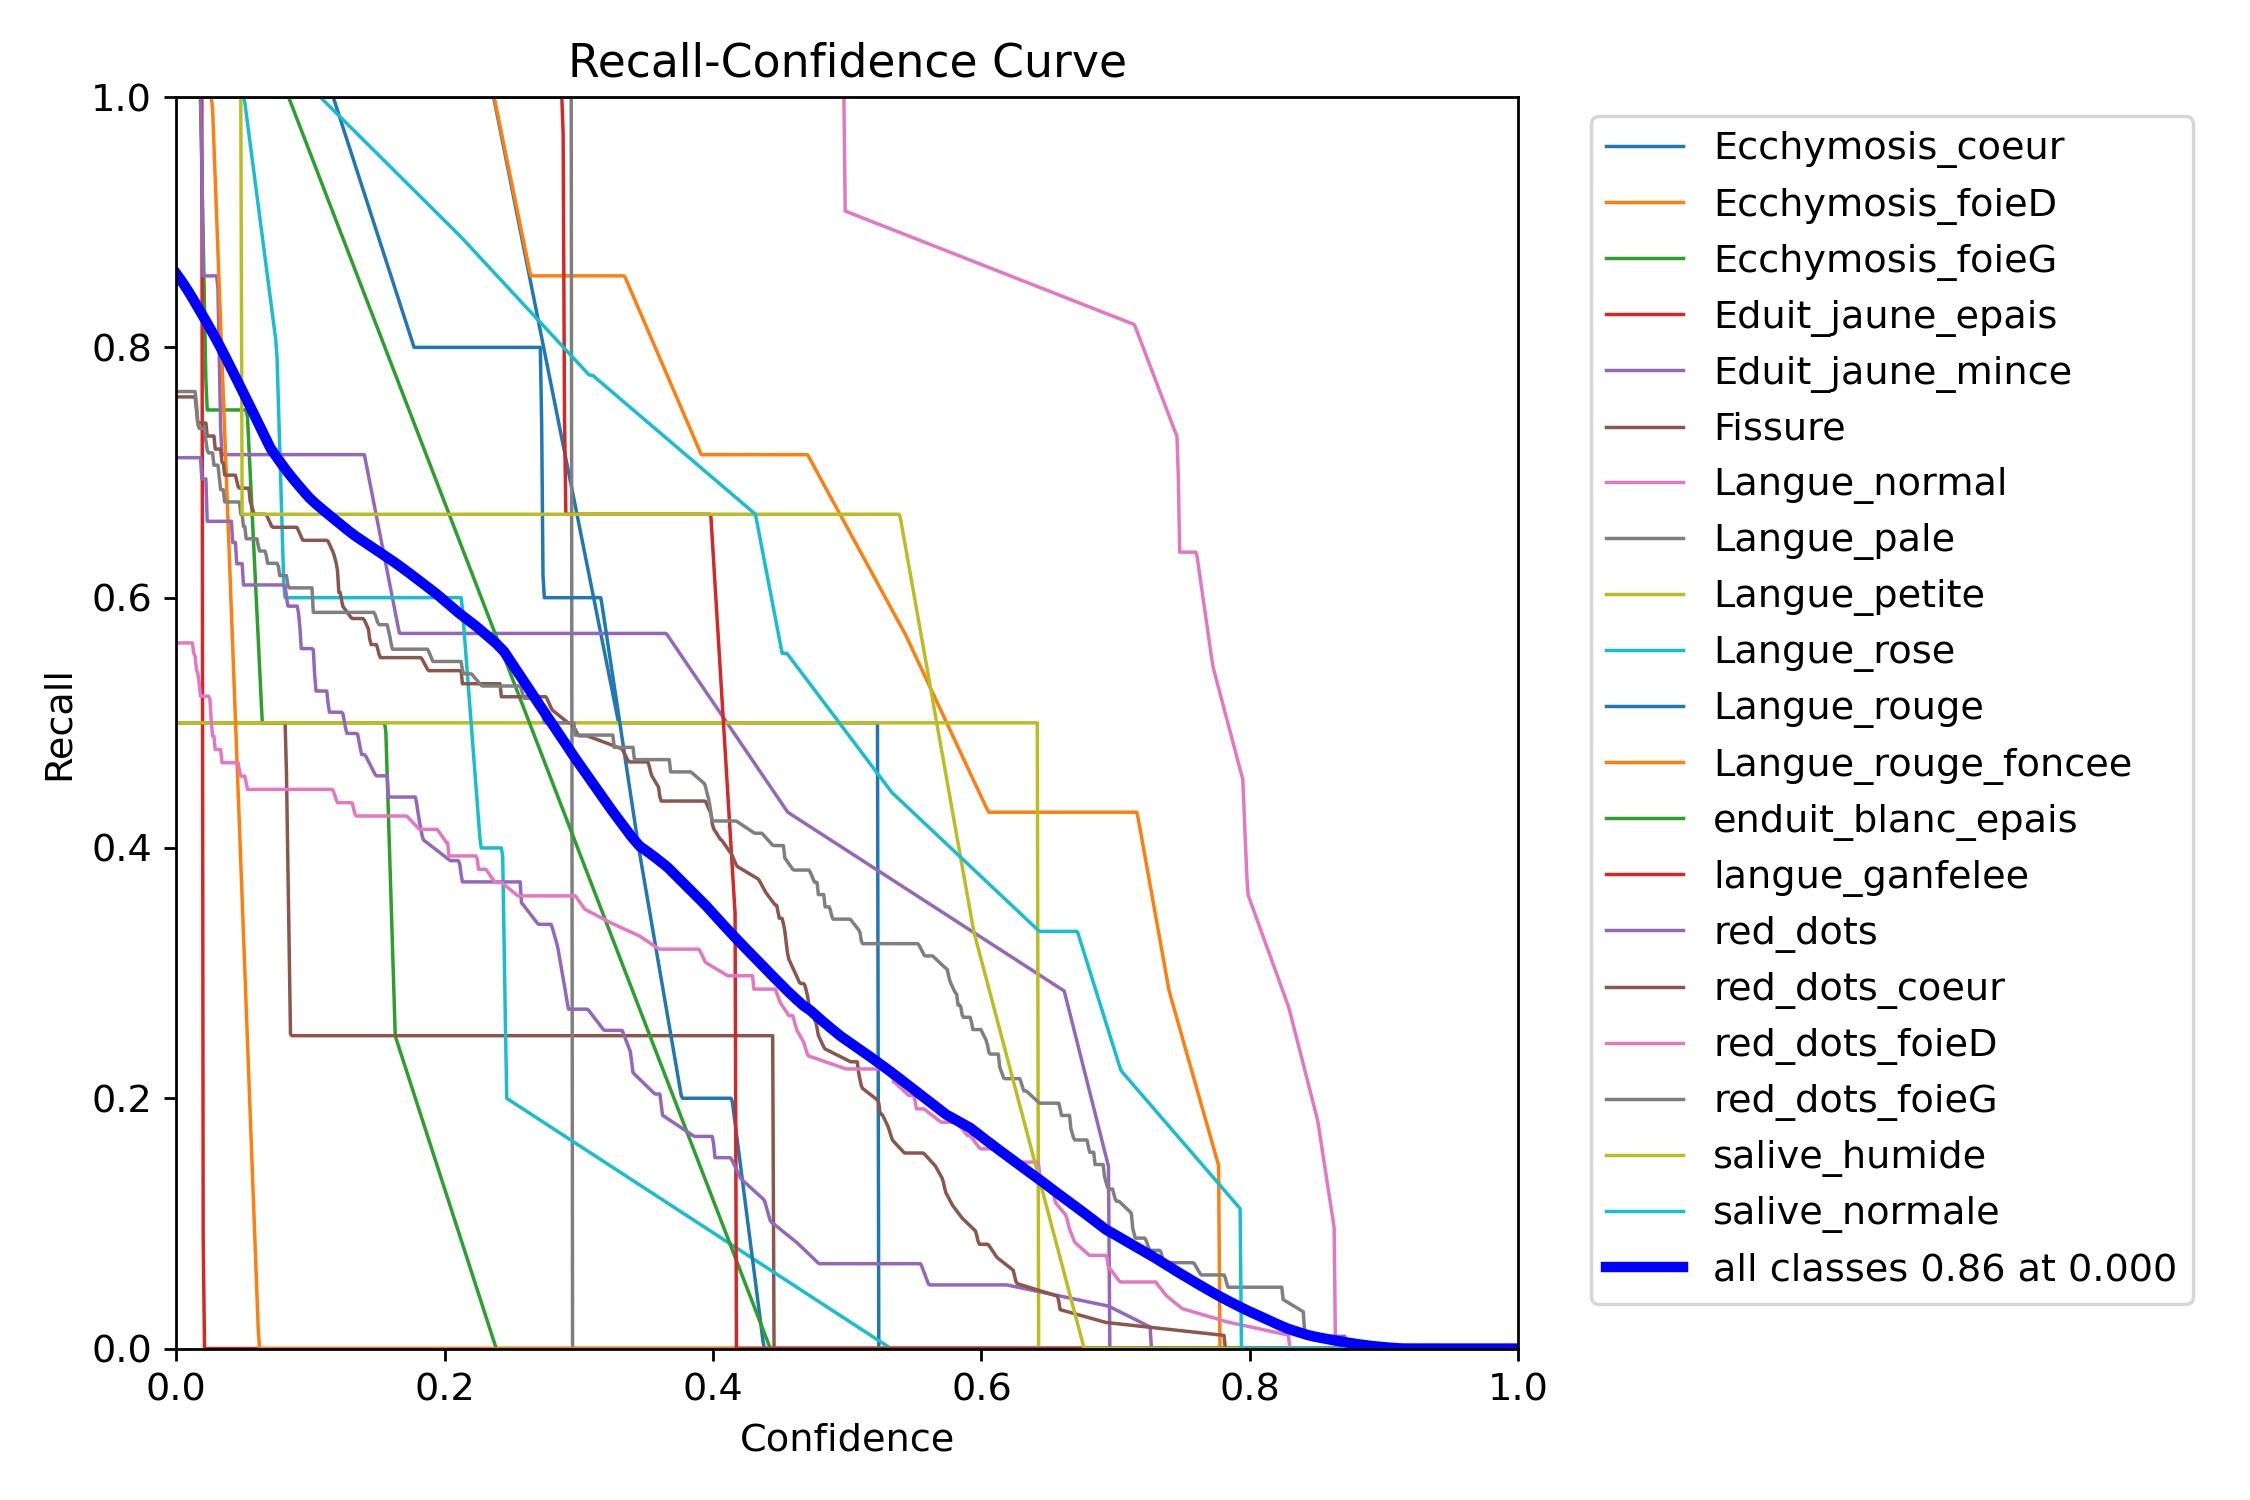 Recall-Confidence Curve
1.0
0.8
0.6
0.4
0.2
0.0
Recall
0.0 0.2 0.4 0.6 0.8 1.0
Confidence
Ecchymosis_coeur
Ecchymosis_foieD
Ecchymosis_foieG
Eduit_jaune_epais
Eduit_jaune_mince
Fissure
Langue_normal
Langue_pale
Langue_petite
Langue_rose
Langue_rouge
Langue_rouge_foncee
enduit_blanc_epais
langue_ganfelee
red_dots
red_dots_coeur
red_dots_foieD
red_dots_foieG
salive_humide
salive_normale
all classes 0.86 at 0.000